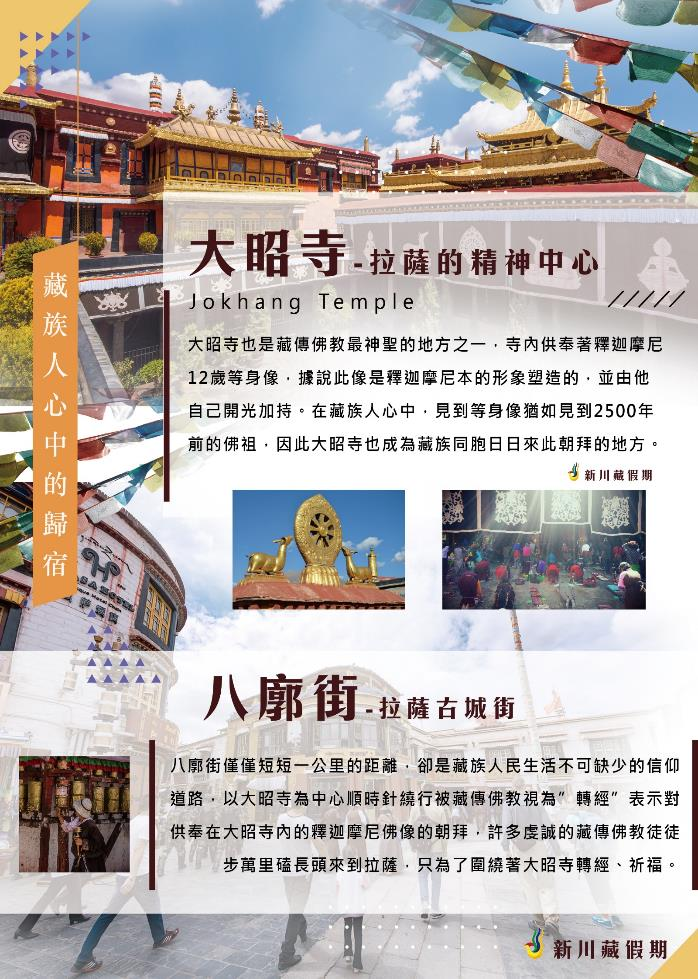 大昭寺-拉薩的精神中心
Jokhang Temple
藏族人心中的歸宿
大昭寺也是藏傳佛教最神聖的地方之一，寺內供奉著釋迦摩尼
12歲等身像，據說此像是釋迦摩尼本的形象塑造的，並由他
自己開光加持。在藏族人心中，見到等身像猶如見到2500年
前的佛祖，因此大昭寺也成為藏族同胞日日來此朝拜的地方。
新川藏假期
八廓街-拉薩古城街
八廓街僅僅短短一公里的距離，卻是藏族人民生活不可缺少的信仰
道路，以大昭寺為中心順時針繞行被藏傳佛教視為”轉經”表示對
供奉在大昭寺內的釋迦摩尼佛像的朝拜，許多虔誠的藏傳佛教徒徒
步萬里磕長頭來到拉薩，只為了圍繞著大昭寺轉經、祈福。
新川藏假期